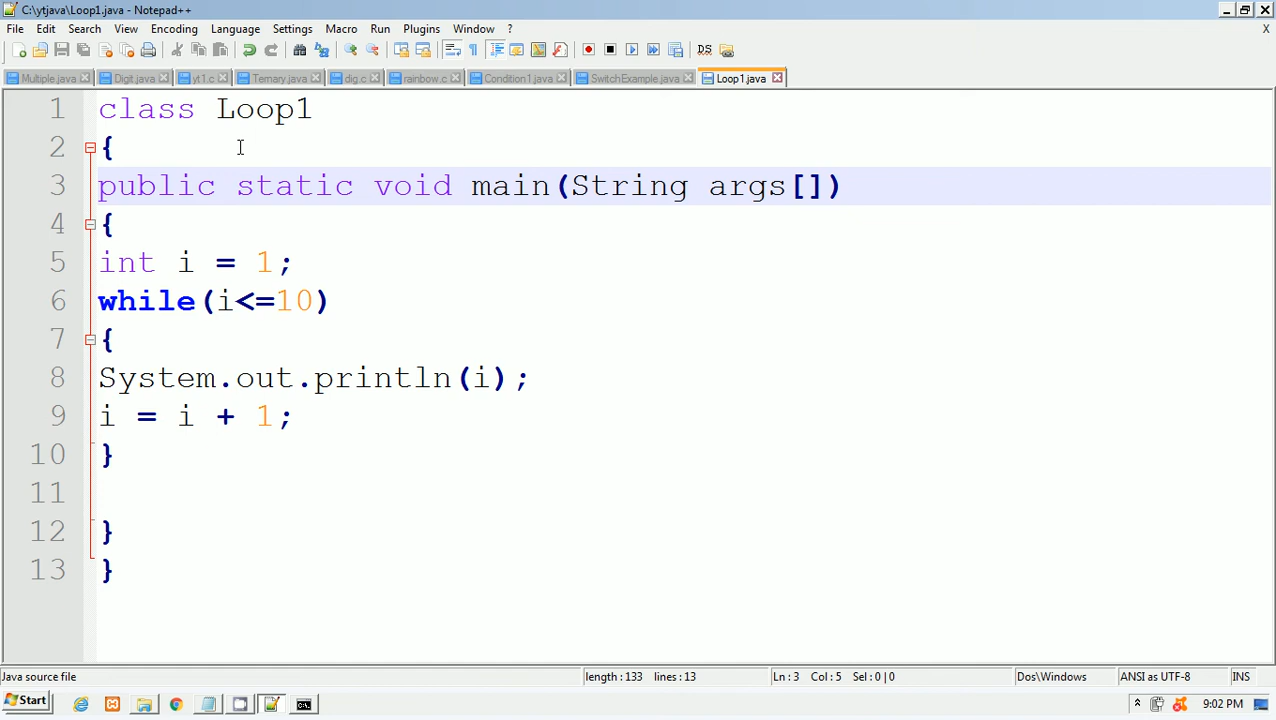 C:\ytjava\Loop1.java - Notepad++
File Edit Search View Encoding Language Settings Macro Run Plugins Window ? X
Multiple.java Digit.java yt1.c Ternary.java dig.c rainbow.c Condition1.java SwitchExample.java Loop1.java
1 class Loop1
2 {
3 public static void main(String args[])
4 {
5 int i = 1;
6 while(i<=10)
7 {
8 System.out.println(i);
9 i = i + 1;
10 }
11
12 }
13 }
Java source file length : 133 lines : 13 Ln : 3 Col : 5 Sel : 0 | 0 Dos\Windows ANSI as UTF-8 INS
Start 9:02 PM